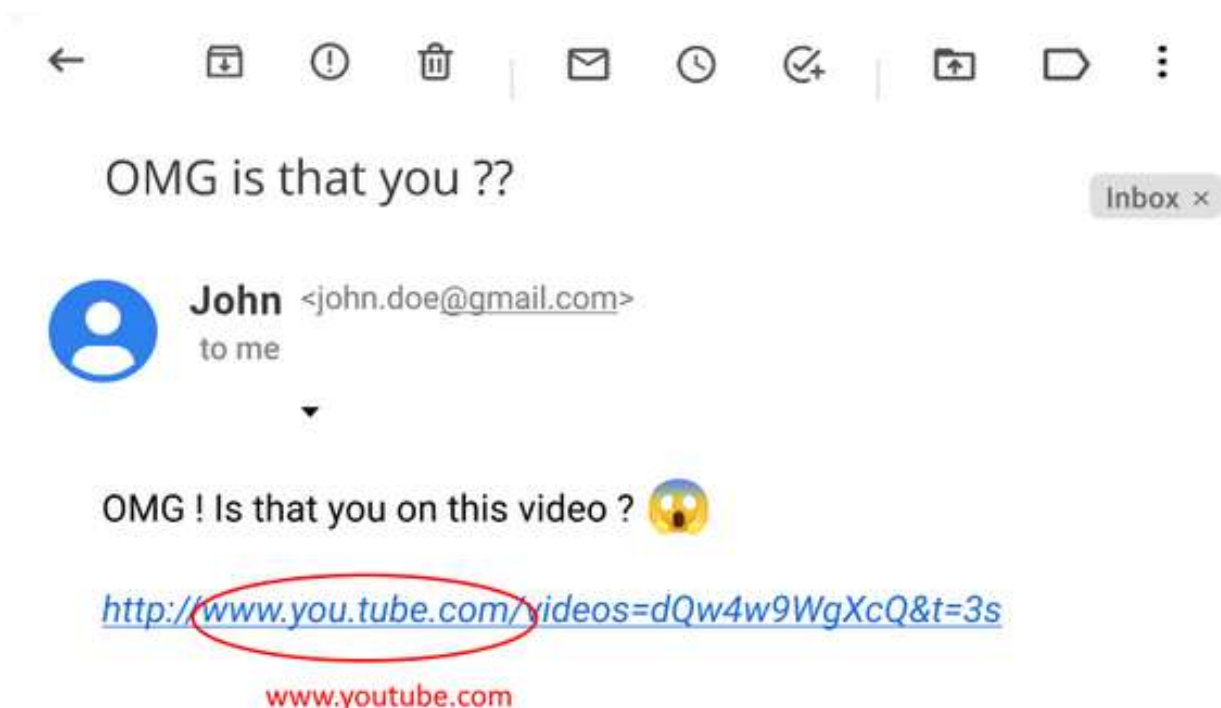 OMG is that you ??
Inbox ×
John <john.doe@gmail.com>
to me
OMG ! Is that you on this video ? 😱
http://www.you.tube.com/videos=dQw4w9WgXcQ&t=3s
www.youtube.com